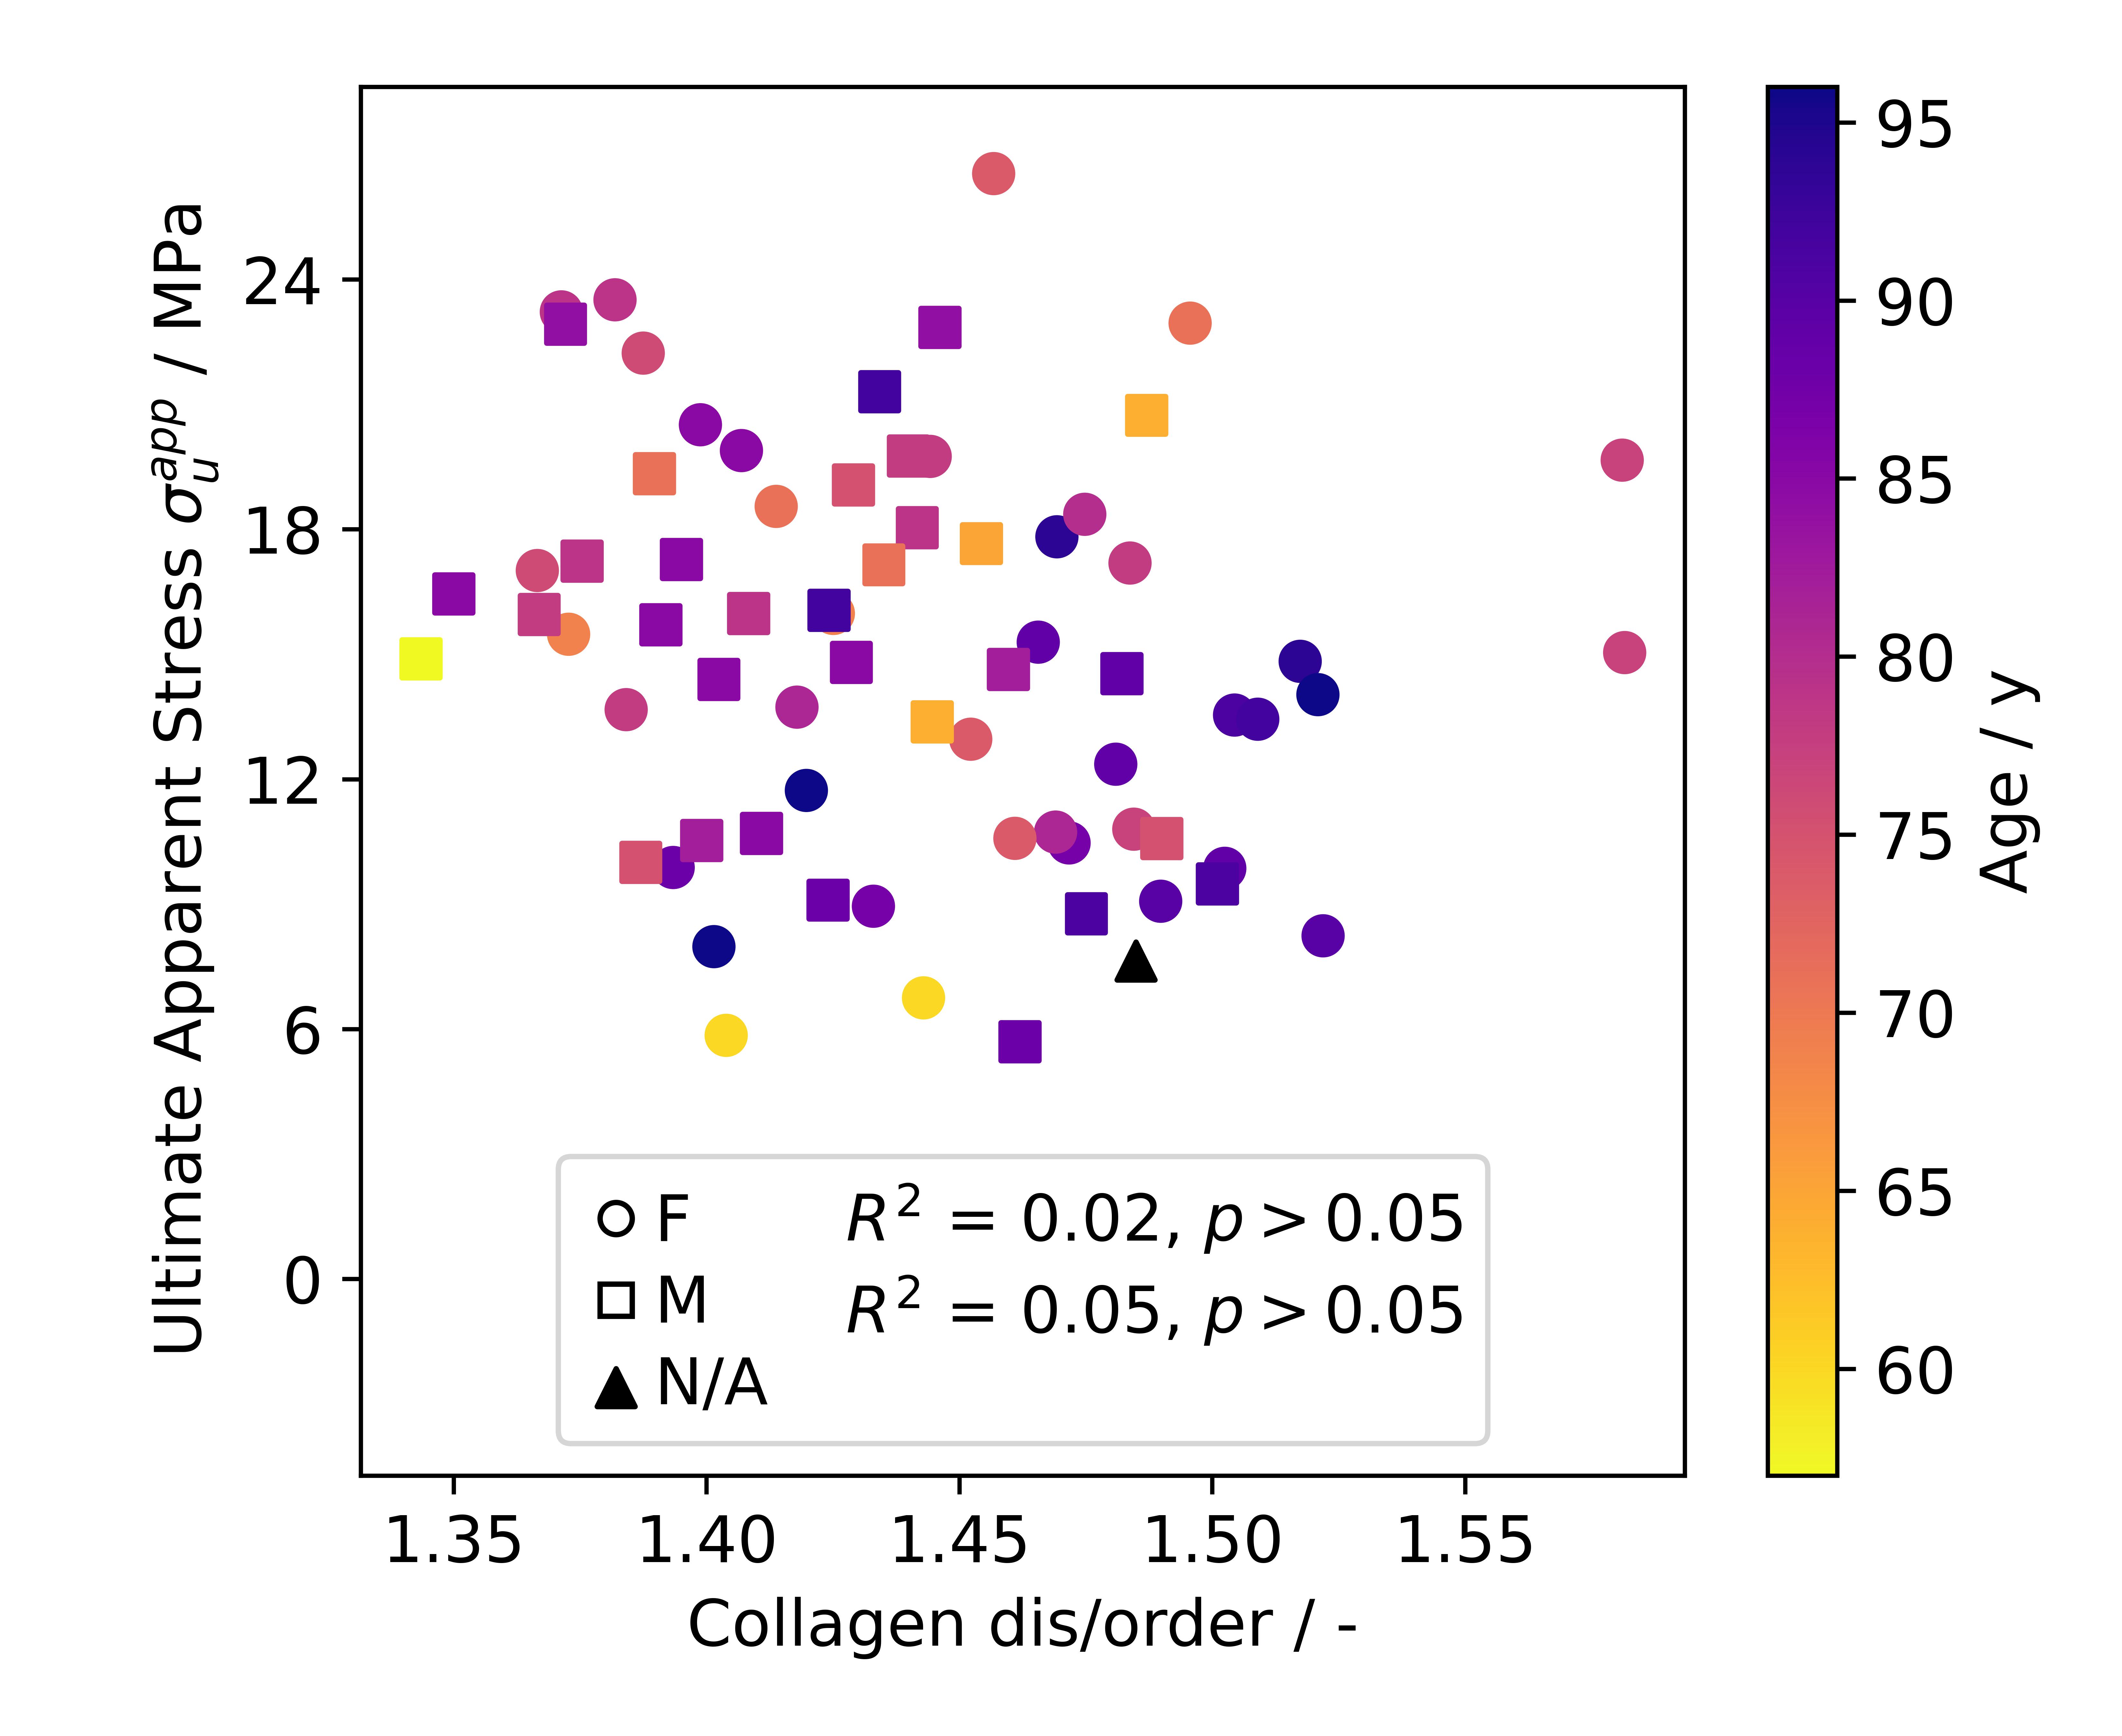 Ultimate Apparent Stress σ_u^app / MPa
24
18
12
6
0
F R² = 0.02, p > 0.05
M R² = 0.05, p > 0.05
N/A
1.35 1.40 1.45 1.50 1.55
Collagen dis/order / -
95
90
85
80
75
70
65
60
Age / y